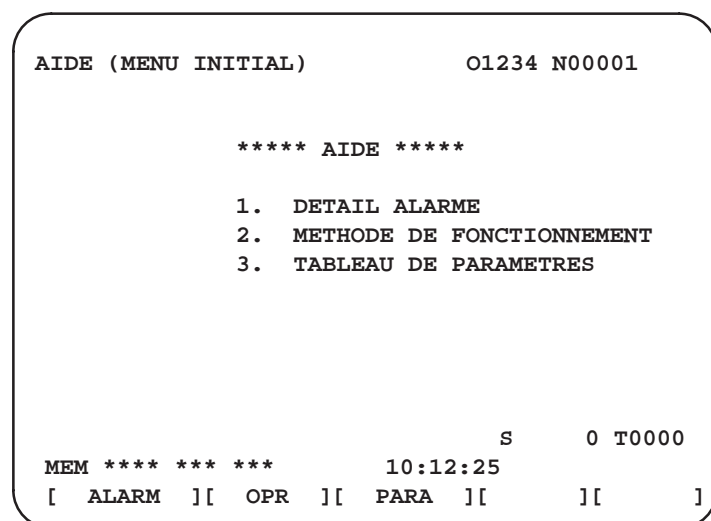 AIDE (MENU INITIAL) O1234 N00001
***** AIDE *****
1. DETAIL ALARME
2. METHODE DE FONCTIONNEMENT
3. TABLEAU DE PARAMETRES
S 0 T0000
MEM **** *** *** 10:12:25
[ ALARM ][ OPR ][ PARA ][ ][ ]